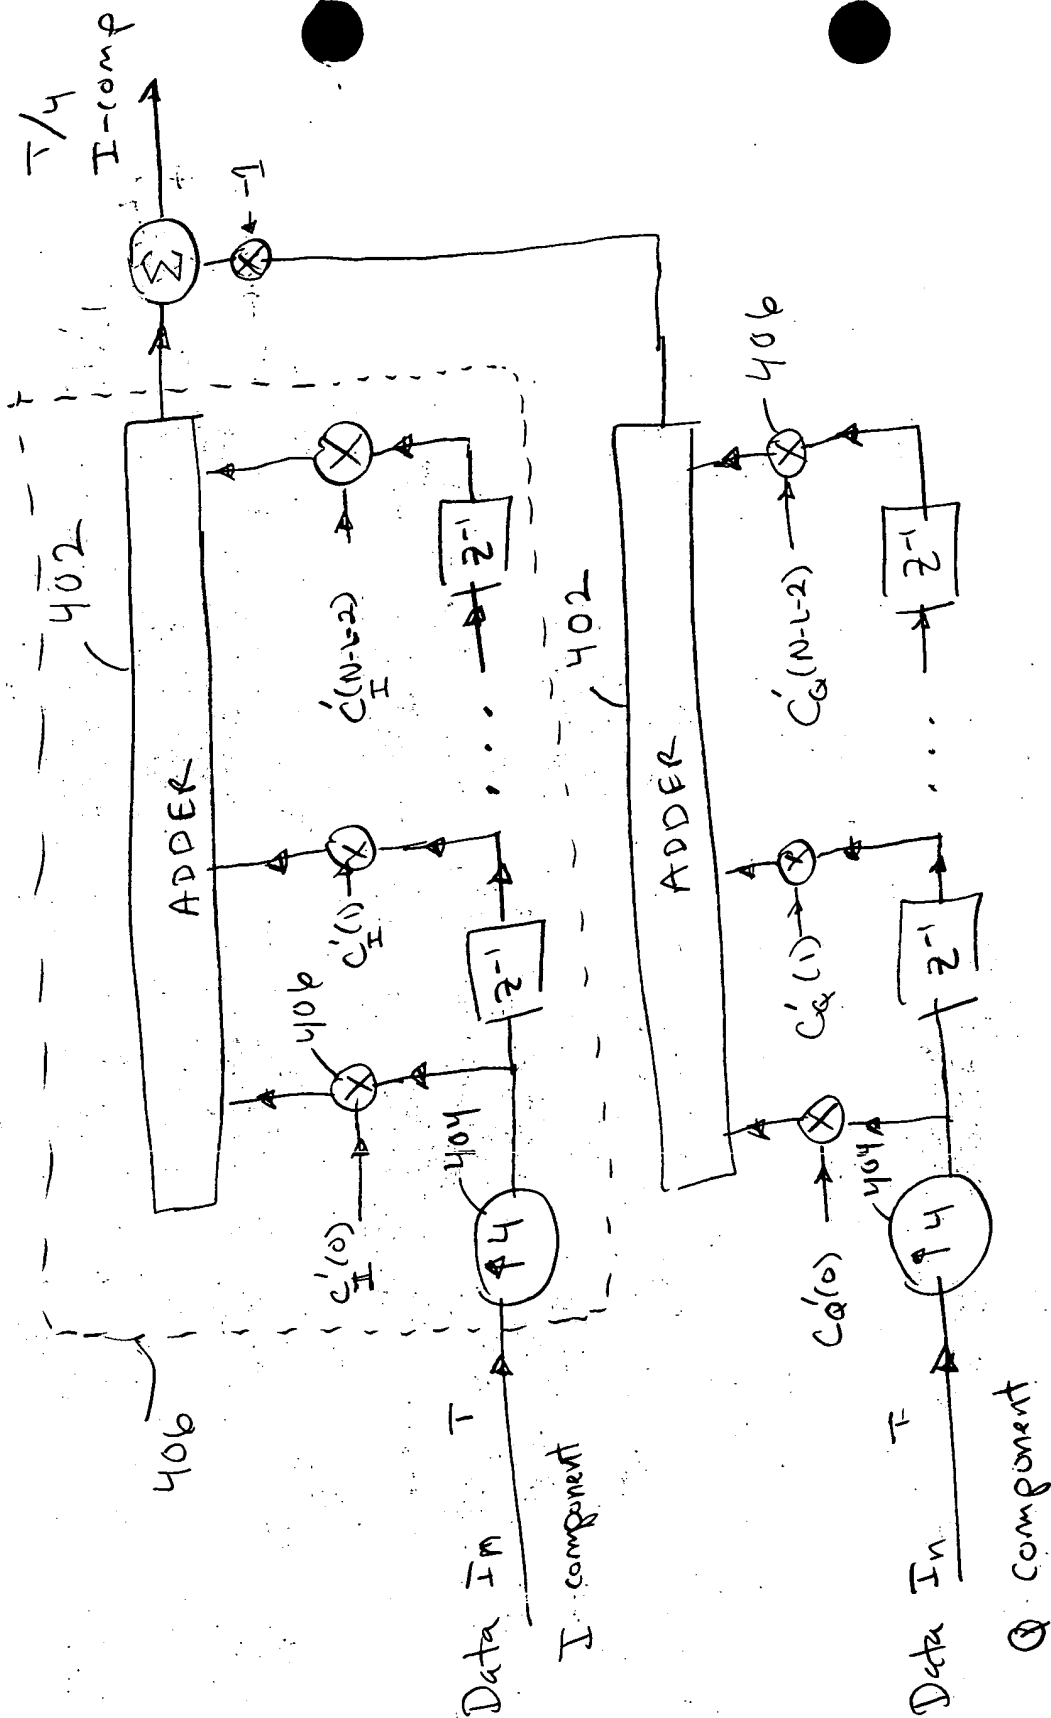 T/4
I-comp
Σ
-1
402
ADDER
406
C'I(0)
C'I(1)
C'I(N-L-2)
404
↑4
z⁻¹
z⁻¹
...
406
T
Data In
I component
402
ADDER
406
C'Q(0)
C'Q(1)
C'Q(N-L-2)
404
↑4
z⁻¹
z⁻¹
...
T
Data In
Q component